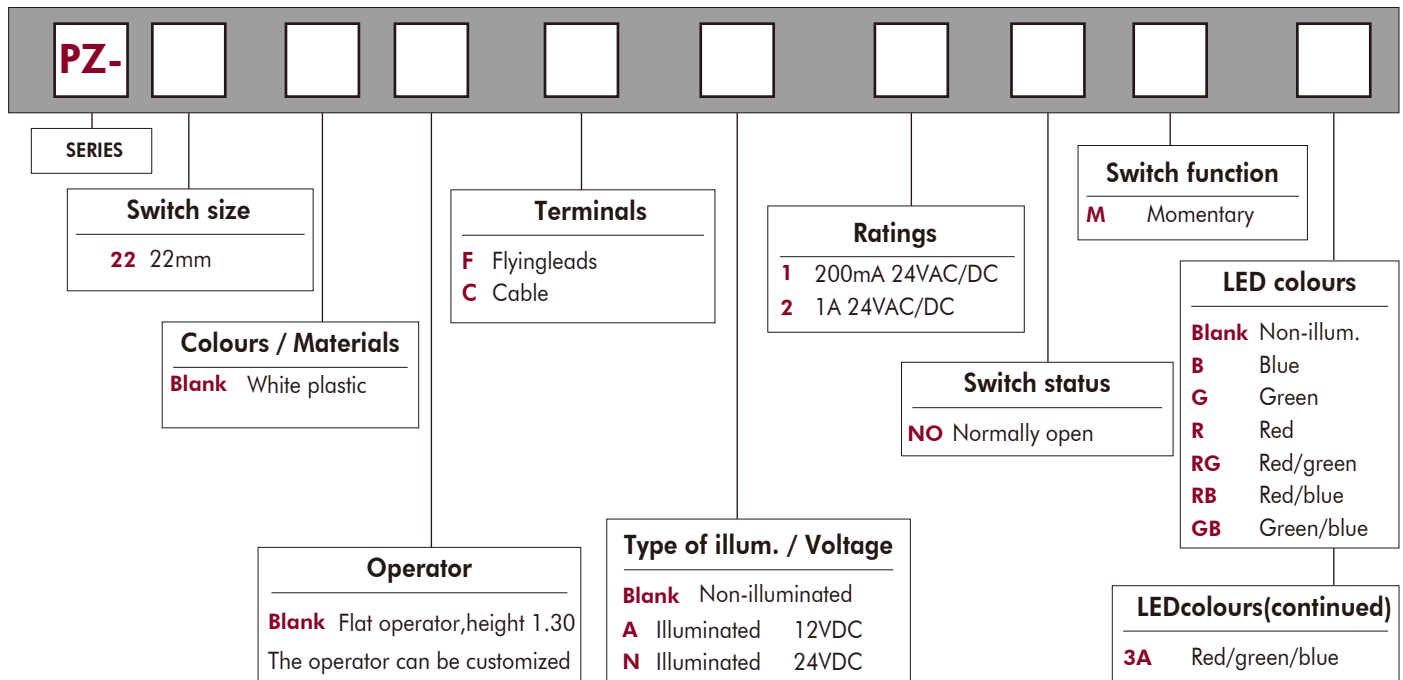 PZ-
SERIES
Switch size
22 22mm
Colours / Materials
Blank White plastic
Operator
Blank Flat operator,height 1.30
The operator can be customized
Terminals
F Flyingleads
C Cable
Type of illum. / Voltage
Blank Non-illuminated
A Illuminated 12VDC
N Illuminated 24VDC
Ratings
1 200mA 24VAC/DC
2 1A 24VAC/DC
Switch status
NO Normally open
Switch function
M Momentary
LED colours
Blank Non-illum.
B Blue
G Green
R Red
RG Red/green
RB Red/blue
GB Green/blue
LEDcolours(continued)
3A Red/green/blue